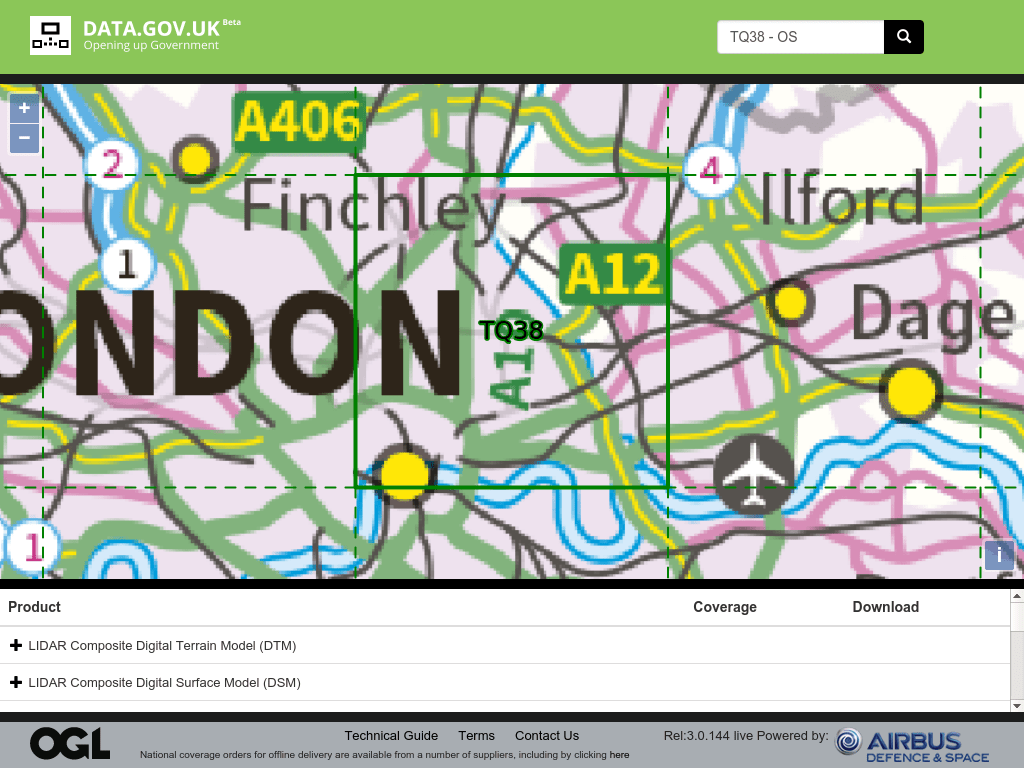 DATA.GOV.UK Beta
Opening up Government
TQ38 - OS
+
−
A406
2
4
Finchley
Ilford
1
A12
LONDON
TQ38
Dage
A10
1
i
Product Coverage Download
LIDAR Composite Digital Terrain Model (DTM)
LIDAR Composite Digital Surface Model (DSM)
OGL
Technical Guide Terms Contact Us
Rel:3.0.144 live Powered by:
AIRBUS
DEFENCE & SPACE
National coverage orders for offline delivery are available from a number of suppliers, including by clicking here